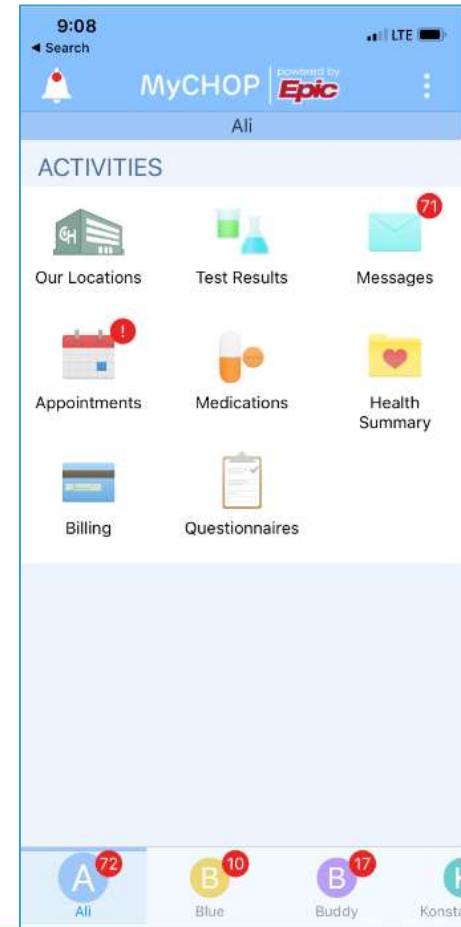 9:08
◀ Search
LTE
MyCHOP powered by Epic
Ali
ACTIVITIES
CH
71
Our Locations Test Results Messages
!
Appointments Medications Health Summary
Billing Questionnaires
A 72 B 10 B 17 K
Ali Blue Buddy Konsta